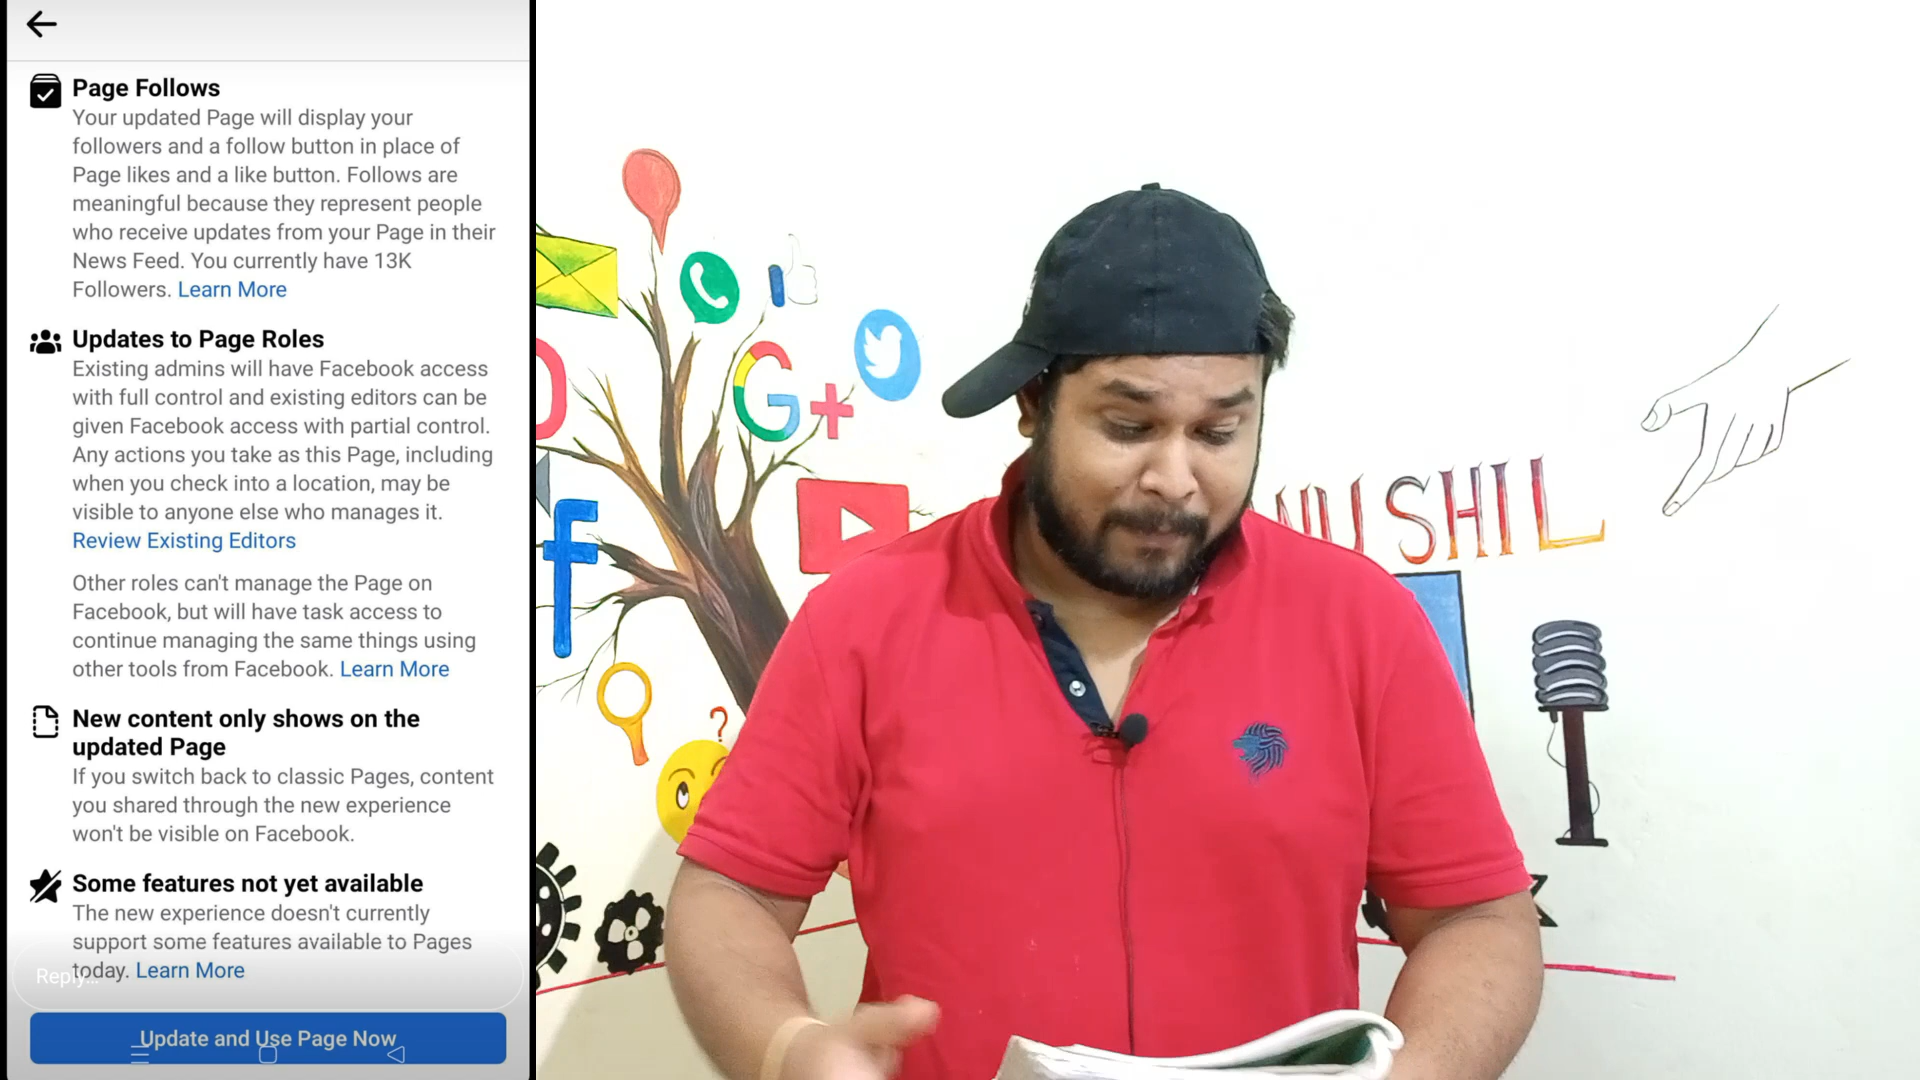 Page Follows
Your updated Page will display your
followers and a follow button in place of
Page likes and a like button. Follows are
meaningful because they represent people
who receive updates from your Page in their
News Feed. You currently have 13K
Followers. Learn More
Updates to Page Roles
Existing admins will have Facebook access
with full control and existing editors can be
given Facebook access with partial control.
Any actions you take as this Page, including
when you check into a location, may be
visible to anyone else who manages it.
Review Existing Editors
Other roles can't manage the Page on
Facebook, but will have task access to
continue managing the same things using
other tools from Facebook. Learn More
New content only shows on the
updated Page
If you switch back to classic Pages, content
you shared through the new experience
won't be visible on Facebook.
Some features not yet available
The new experience doesn't currently
support some features available to Pages
today. Learn More
Reply...
Update and Use Page Now
G+
f
?
SHIL